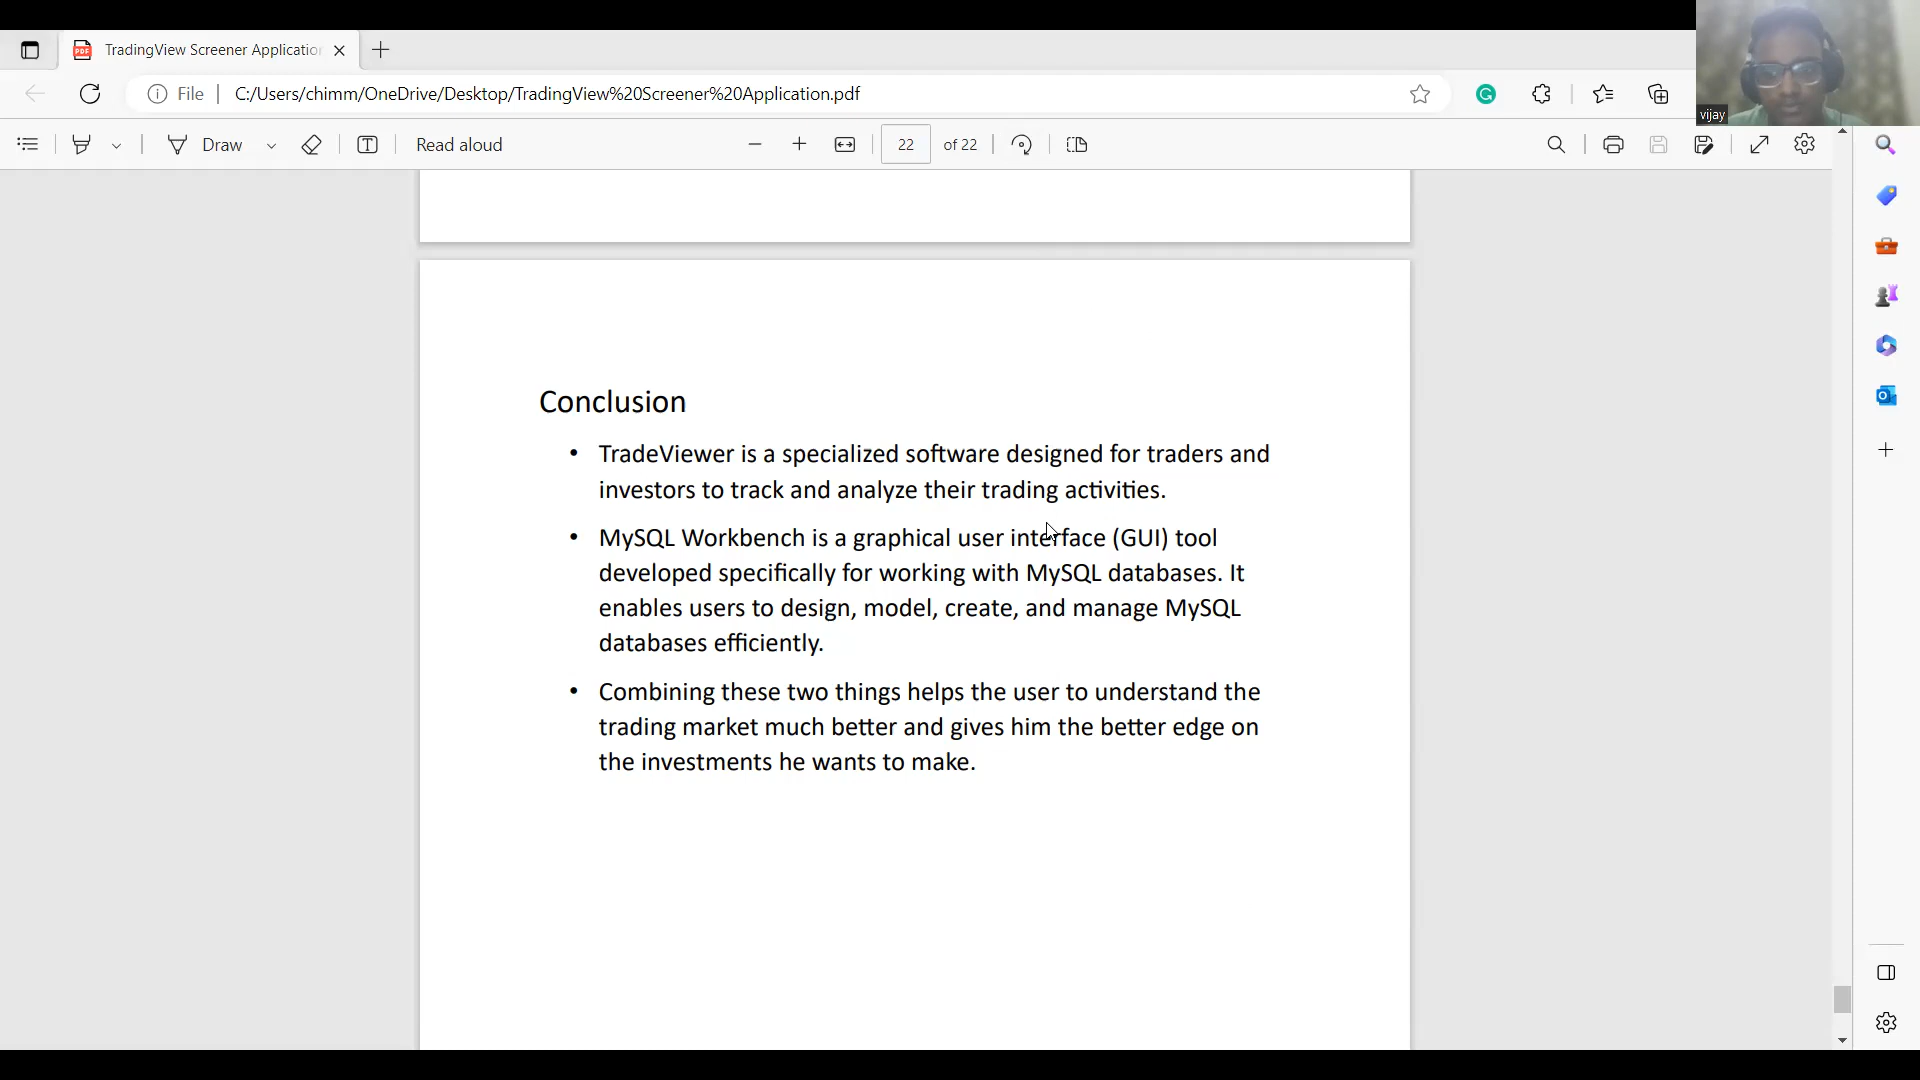 TradingView Screener Applicatio
File
C:/Users/chimm/OneDrive/Desktop/TradingView%20Screener%20Application.pdf
vijay
Draw
Read aloud
22 of 22
Conclusion
• TradeViewer is a specialized software designed for traders and
investors to track and analyze their trading activities.
• MySQL Workbench is a graphical user interface (GUI) tool
developed specifically for working with MySQL databases. It
enables users to design, model, create, and manage MySQL
databases efficiently.
• Combining these two things helps the user to understand the
trading market much better and gives him the better edge on
the investments he wants to make.